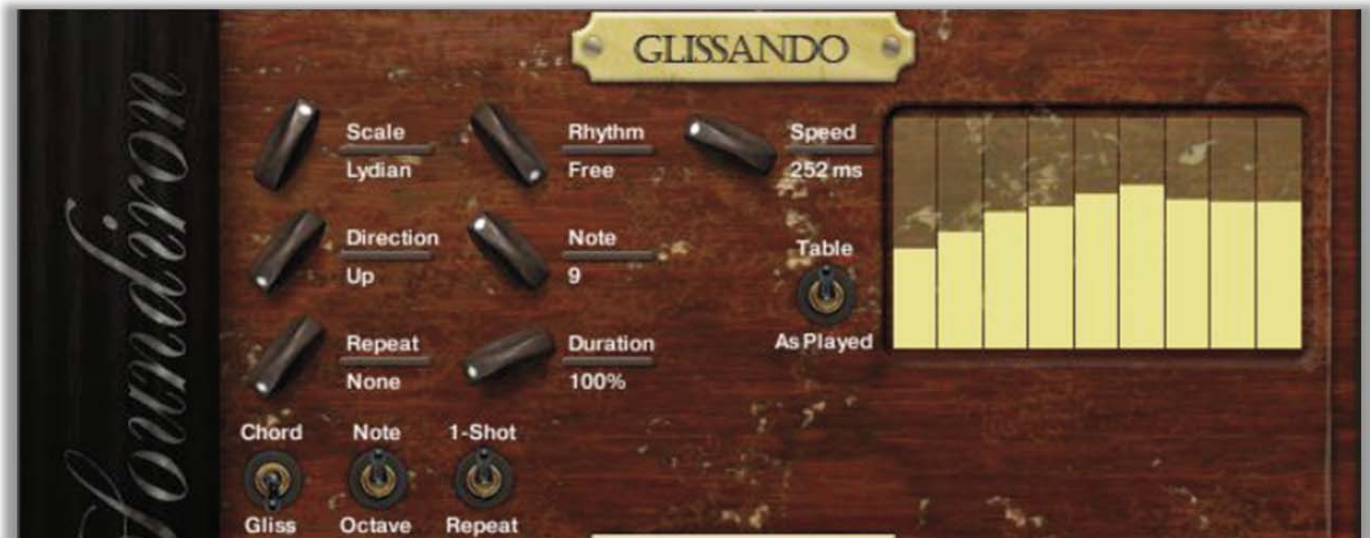 Soundiron
GLISSANDO
Scale
Lydian
Rhythm
Free
Speed
252 ms
Direction
Up
Note
9
Table
As Played
Repeat
None
Duration
100%
Chord
Gliss
Note
Octave
1-Shot
Repeat